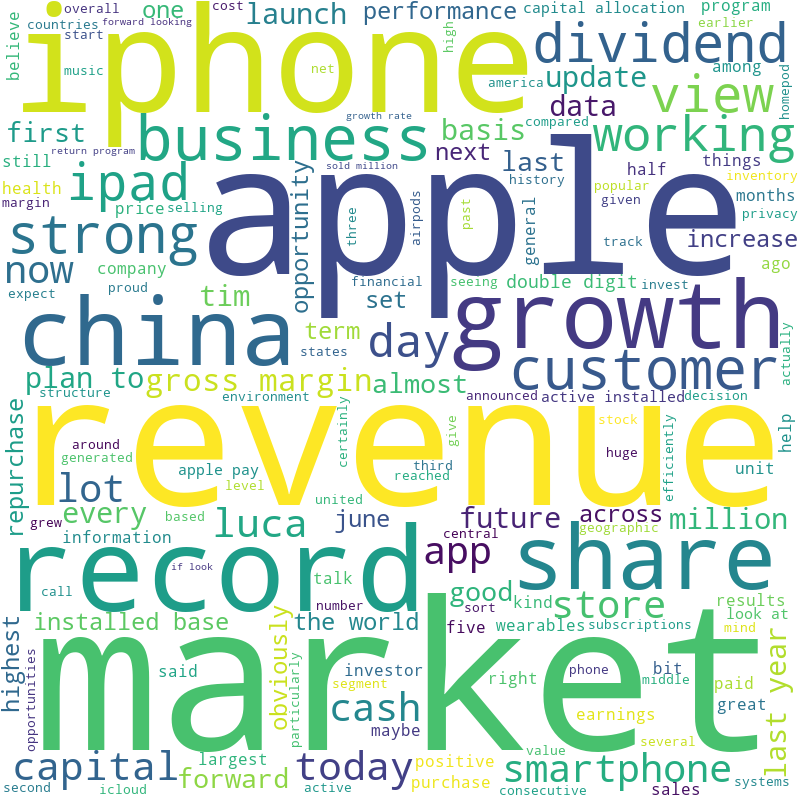 overall
forward looking
one
cost
launch
performance
capital allocation
program
believe
countries
start
iphone
high
dividend
earlier
music
net
america
update
among
homepod
growth rate
data
view
compared
first
business
basis
working
return program
next
still
sold million
last
half
things
ipad
history
popular
inventory
health
given
months
margin
price
selling
opportunity
three
apple
airpods
past
general
privacy
strong
track
increase
now
company
ago
proud
financial
seeing
double digit
invest
expect
tim
set
china
growth
term
day
states
customer
actually
plan to
gross margin
almost
structure
environment
announced
active installed
decision
repurchase
revenue
stock
around
certainly
give
efficiently
help
generated
huge
apple pay
third
unit
lot
level
reached
united
every
based
luca
june
future
across
million
grew
information
central
geographic
record
app
share
if look
call
talk
good
kind
store
results
number
sort
look at
highest
installed base
obviously
the world
five
wearables
subscriptions
mind
market
opportunities
said
particularly
investor
right
phone
bit
last year
segment
middle
paid
cash
great
maybe
earnings
several
capital
largest
today
positive
value
smartphone
forward
purchase
second
icloud
active
consecutive
sales
systems